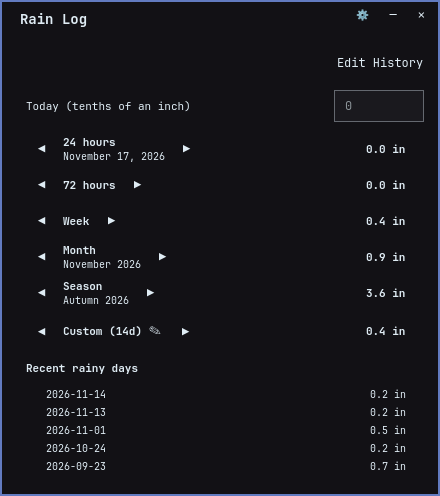 Rain Log
Edit History
Today (tenths of an inch) 0
◀ 24 hours ▶ 0.0 in
November 17, 2026
◀ 72 hours ▶ 0.0 in
◀ Week ▶ 0.4 in
◀ Month ▶ 0.9 in
November 2026
◀ Season ▶ 3.6 in
Autumn 2026
◀ Custom (14d) ✎ ▶ 0.4 in
Recent rainy days
2026-11-14 0.2 in
2026-11-13 0.2 in
2026-11-01 0.5 in
2026-10-24 0.2 in
2026-09-23 0.7 in